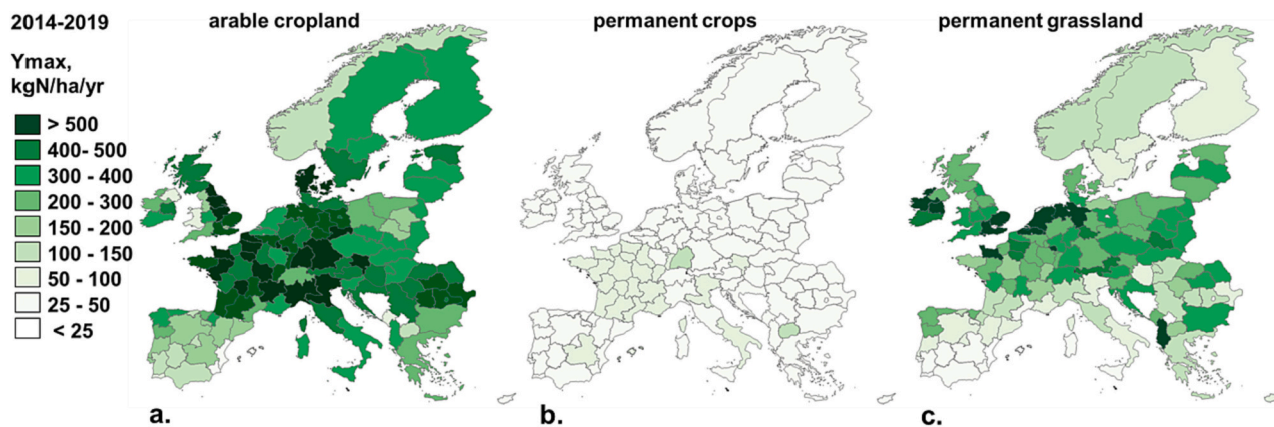 2014-2019
arable cropland
permanent crops
permanent grassland
Ymax,
kgN/ha/yr
> 500
400- 500
300 - 400
200 - 300
150 - 200
100 - 150
50 - 100
25 - 50
< 25
a.
b.
c.